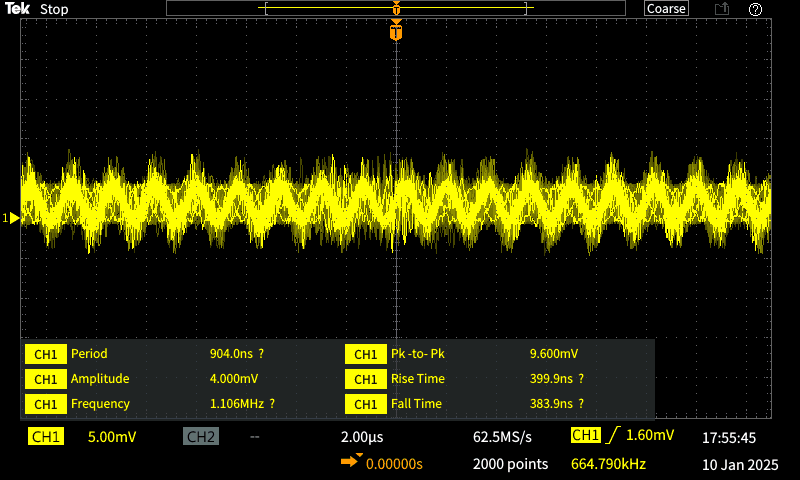 Tek Stop T Coarse ?
T
1
CH1 Period 904.0ns ? CH1 Pk -to- Pk 9.600mV
CH1 Amplitude 4.000mV CH1 Rise Time 399.9ns ?
CH1 Frequency 1.106MHz ? CH1 Fall Time 383.9ns ?
CH1 5.00mV CH2 -- 2.00µs 62.5MS/s CH1 1.60mV 17:55:45
0.00000s 2000 points 664.790kHz 10 Jan 2025